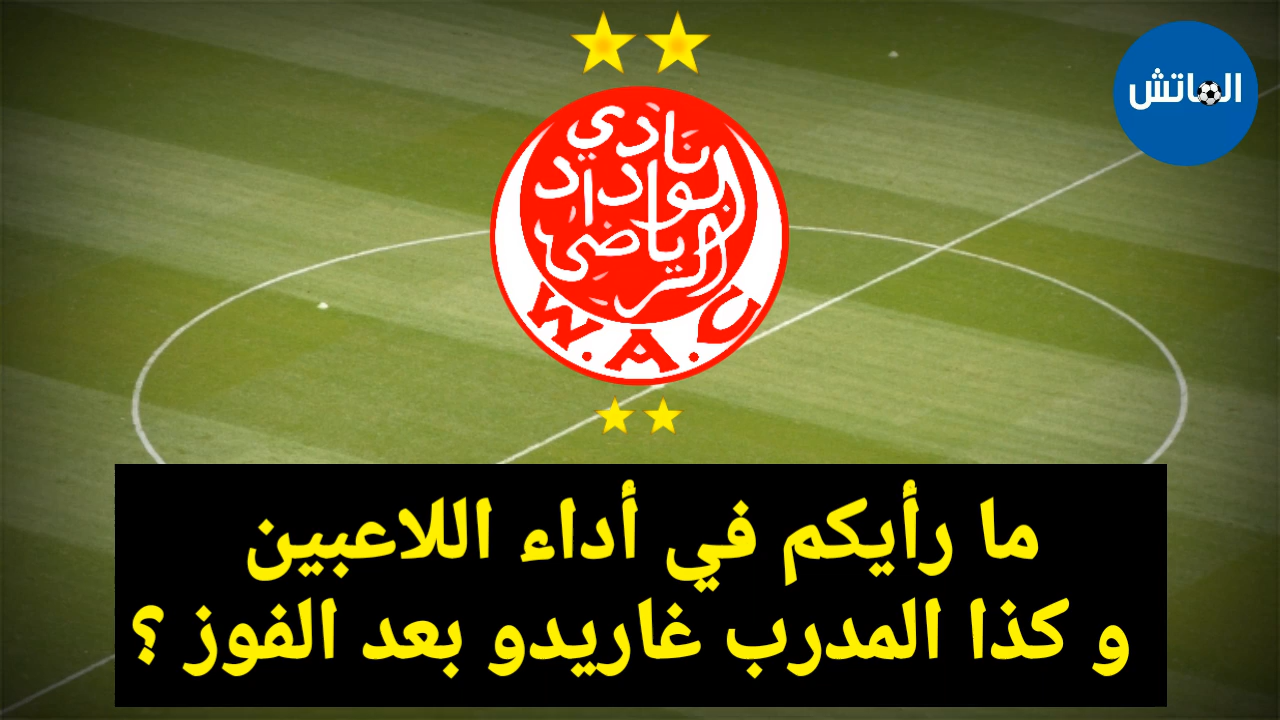 الماتش
نادي
الوداد
الرياضي
W.A.C
ما رأيكم في أداء اللاعبين
و كذا المدرب غاريدو بعد الفوز ؟